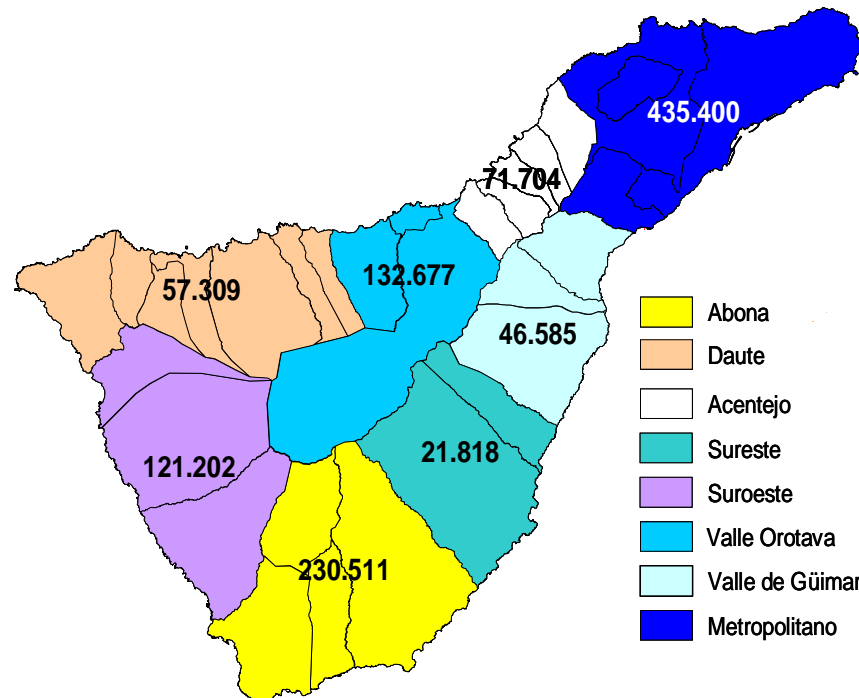 435.400
71.704
132.677
57.309
46.585
21.818
121.202
230.511
Abona
Daute
Acentejo
Sureste
Suroeste
Valle Orotava
Valle de Güimar
Metropolitano